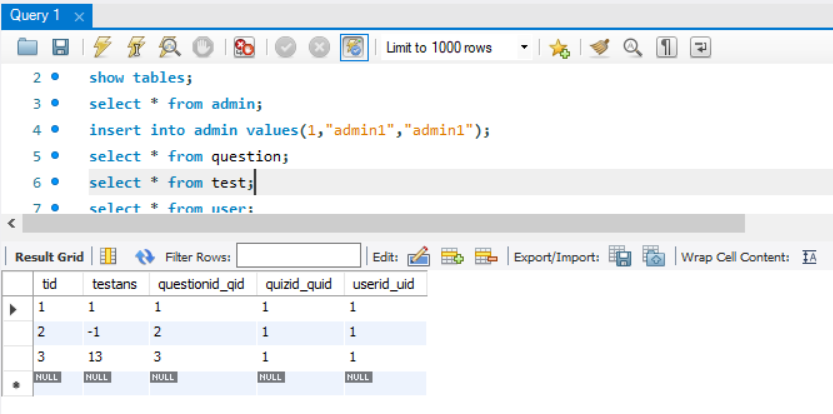 Query 1
Limit to 1000 rows
2 show tables;
3 select * from admin;
4 insert into admin values(1,"admin1","admin1");
5 select * from question;
6 select * from test;
7 select * from user;
Result Grid Filter Rows: Edit: Export/Import: Wrap Cell Content:
tid testans questionid_qid quizid_quid userid_uid
1 1 1 1 1
2 -1 2 1 1
3 13 3 1 1
NULL NULL NULL NULL NULL